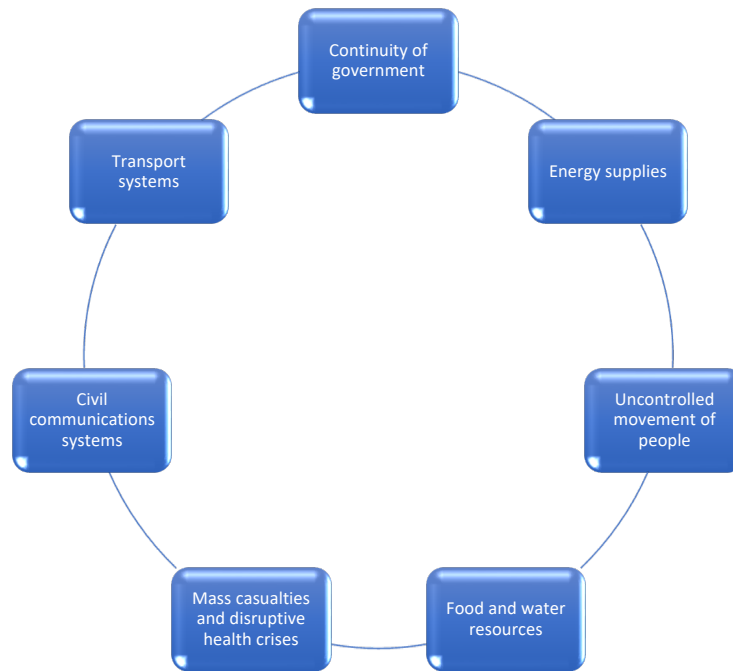 Continuity of
government
Energy supplies
Uncontrolled
movement of
people
Food and water
resources
Mass casualties
and disruptive
health crises
Civil
communications
systems
Transport
systems